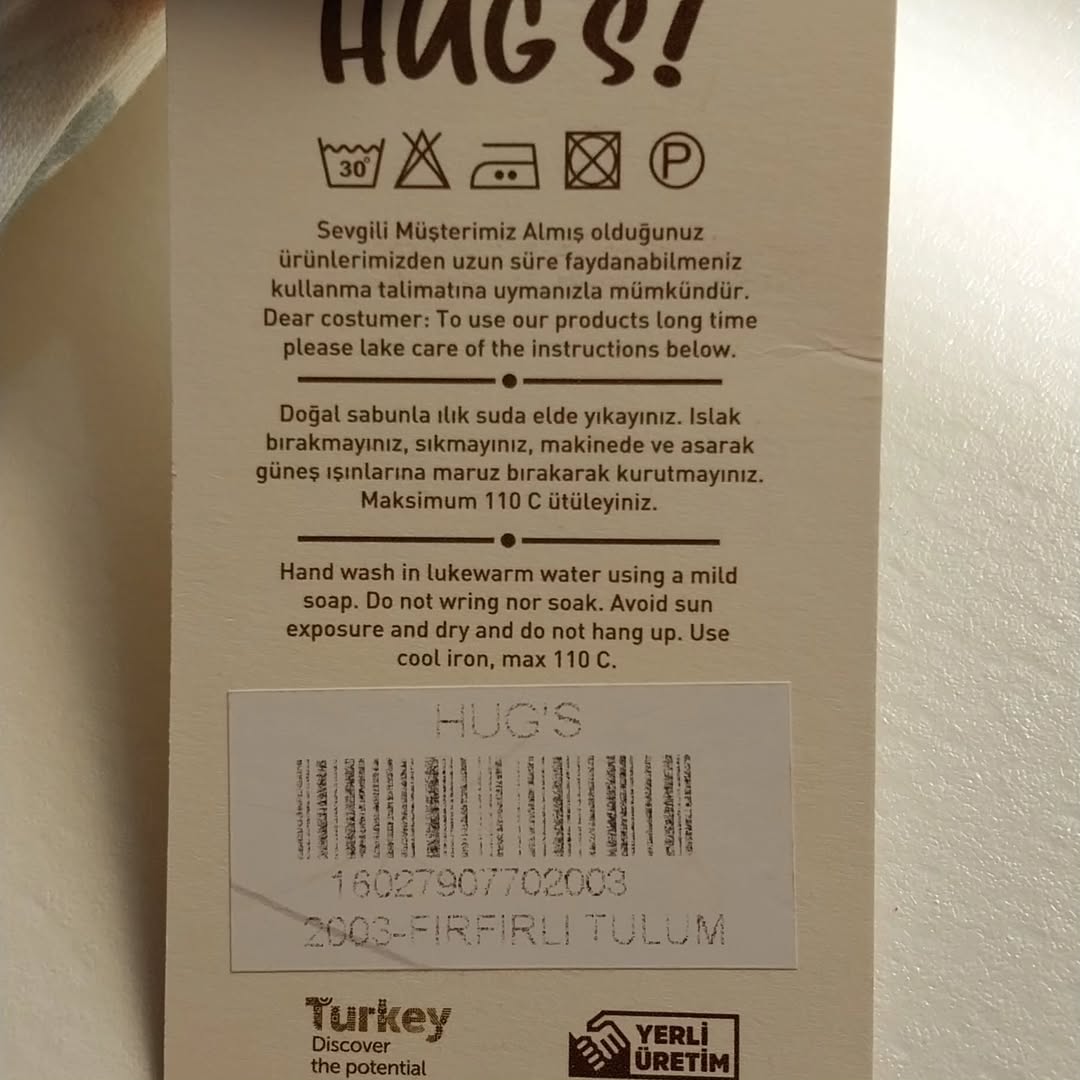 HUG'S!
30°
P
Sevgili Müşterimiz Almış olduğunuz
ürünlerimizden uzun süre faydanabilmeniz
kullanma talimatına uymanızla mümkündür.
Dear costumer: To use our products long time
please lake care of the instructions below.
Doğal sabunla ılık suda elde yıkayınız. Islak
bırakmayınız, sıkmayınız, makinede ve asarak
güneş ışınlarına maruz bırakarak kurutmayınız.
Maksimum 110 C ütüleyiniz.
Hand wash in lukewarm water using a mild
soap. Do not wring nor soak. Avoid sun
exposure and dry and do not hang up. Use
cool iron, max 110 C.
HUG'S
16027907702003
2003-FIRFIRLI TULUM
Turkey
Discover
the potential
YERLİ
ÜRETİM